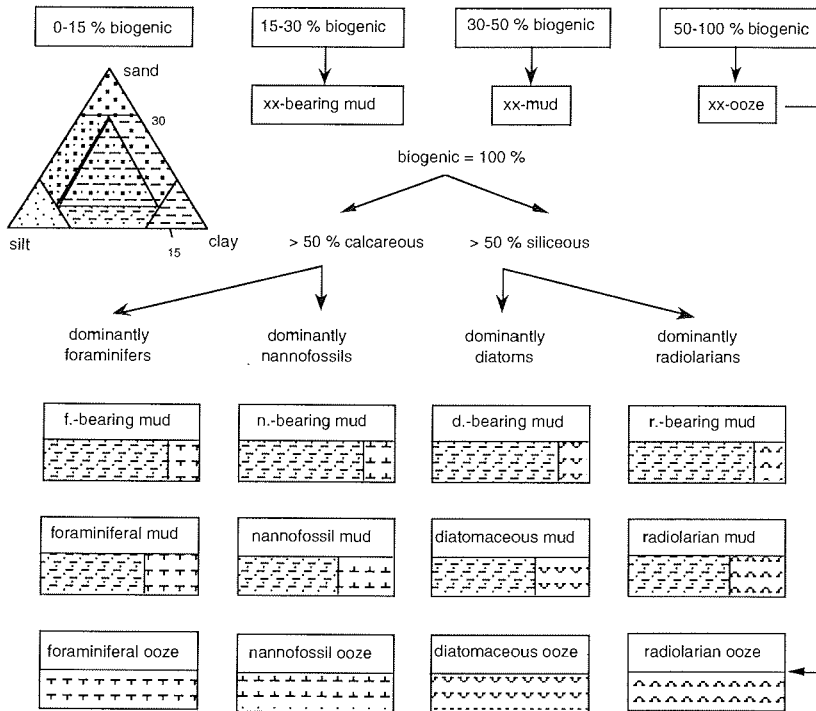 0-15 % biogenic
15-30 % biogenic
30-50 % biogenic
50-100 % biogenic
sand
30
silt
clay
15
xx-bearing mud
xx-mud
xx-ooze
biogenic = 100 %
> 50 % calcareous
> 50 % siliceous
dominantly
foraminifers
dominantly
nannofossils
dominantly
diatoms
dominantly
radiolarians
f.-bearing mud
n.-bearing mud
d.-bearing mud
r.-bearing mud
foraminiferal mud
nannofossil mud
diatomaceous mud
radiolarian mud
foraminiferal ooze
nannofossil ooze
diatomaceous ooze
radiolarian ooze